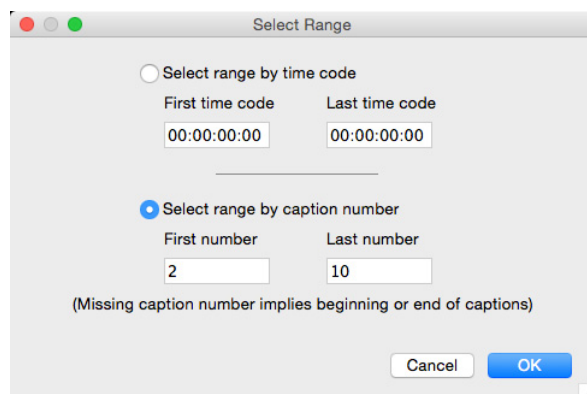 Select Range
Select range by time code
First time code Last time code
00:00:00:00 00:00:00:00
Select range by caption number
First number Last number
2 10
(Missing caption number implies beginning or end of captions)
Cancel OK